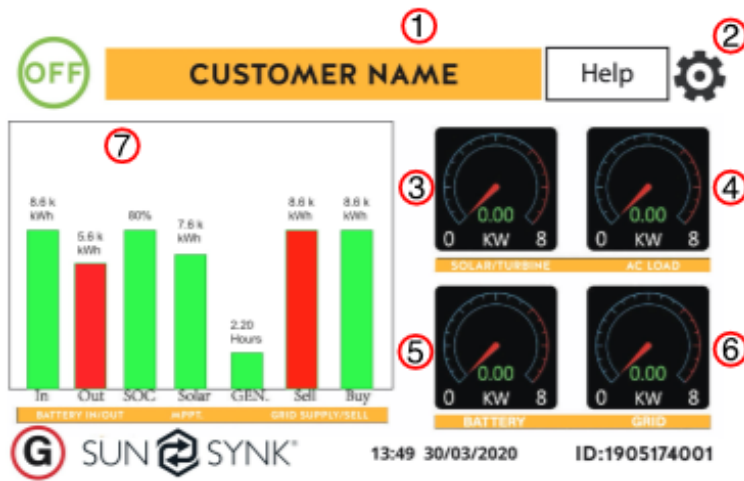 1
2
OFF
CUSTOMER NAME
Help
7
8.6 k
kWh
5.6 k
kWh
80%
7.6 k
kWh
2.20
Hours
8.6 k
kWh
8.6 k
kWh
In Out SOC Solar GEN. Sell Buy
BATTERY IN/OUT MPPT. GRID SUPPLY/SELL
3
0.00
0 KW 8
SOLAR/TURBINE
4
0.00
0 KW 8
AC LOAD
5
0.00
0 KW 8
BATTERY
6
0.00
0 KW 8
GRID
G
SUN SYNK®
13:49 30/03/2020
ID:1905174001